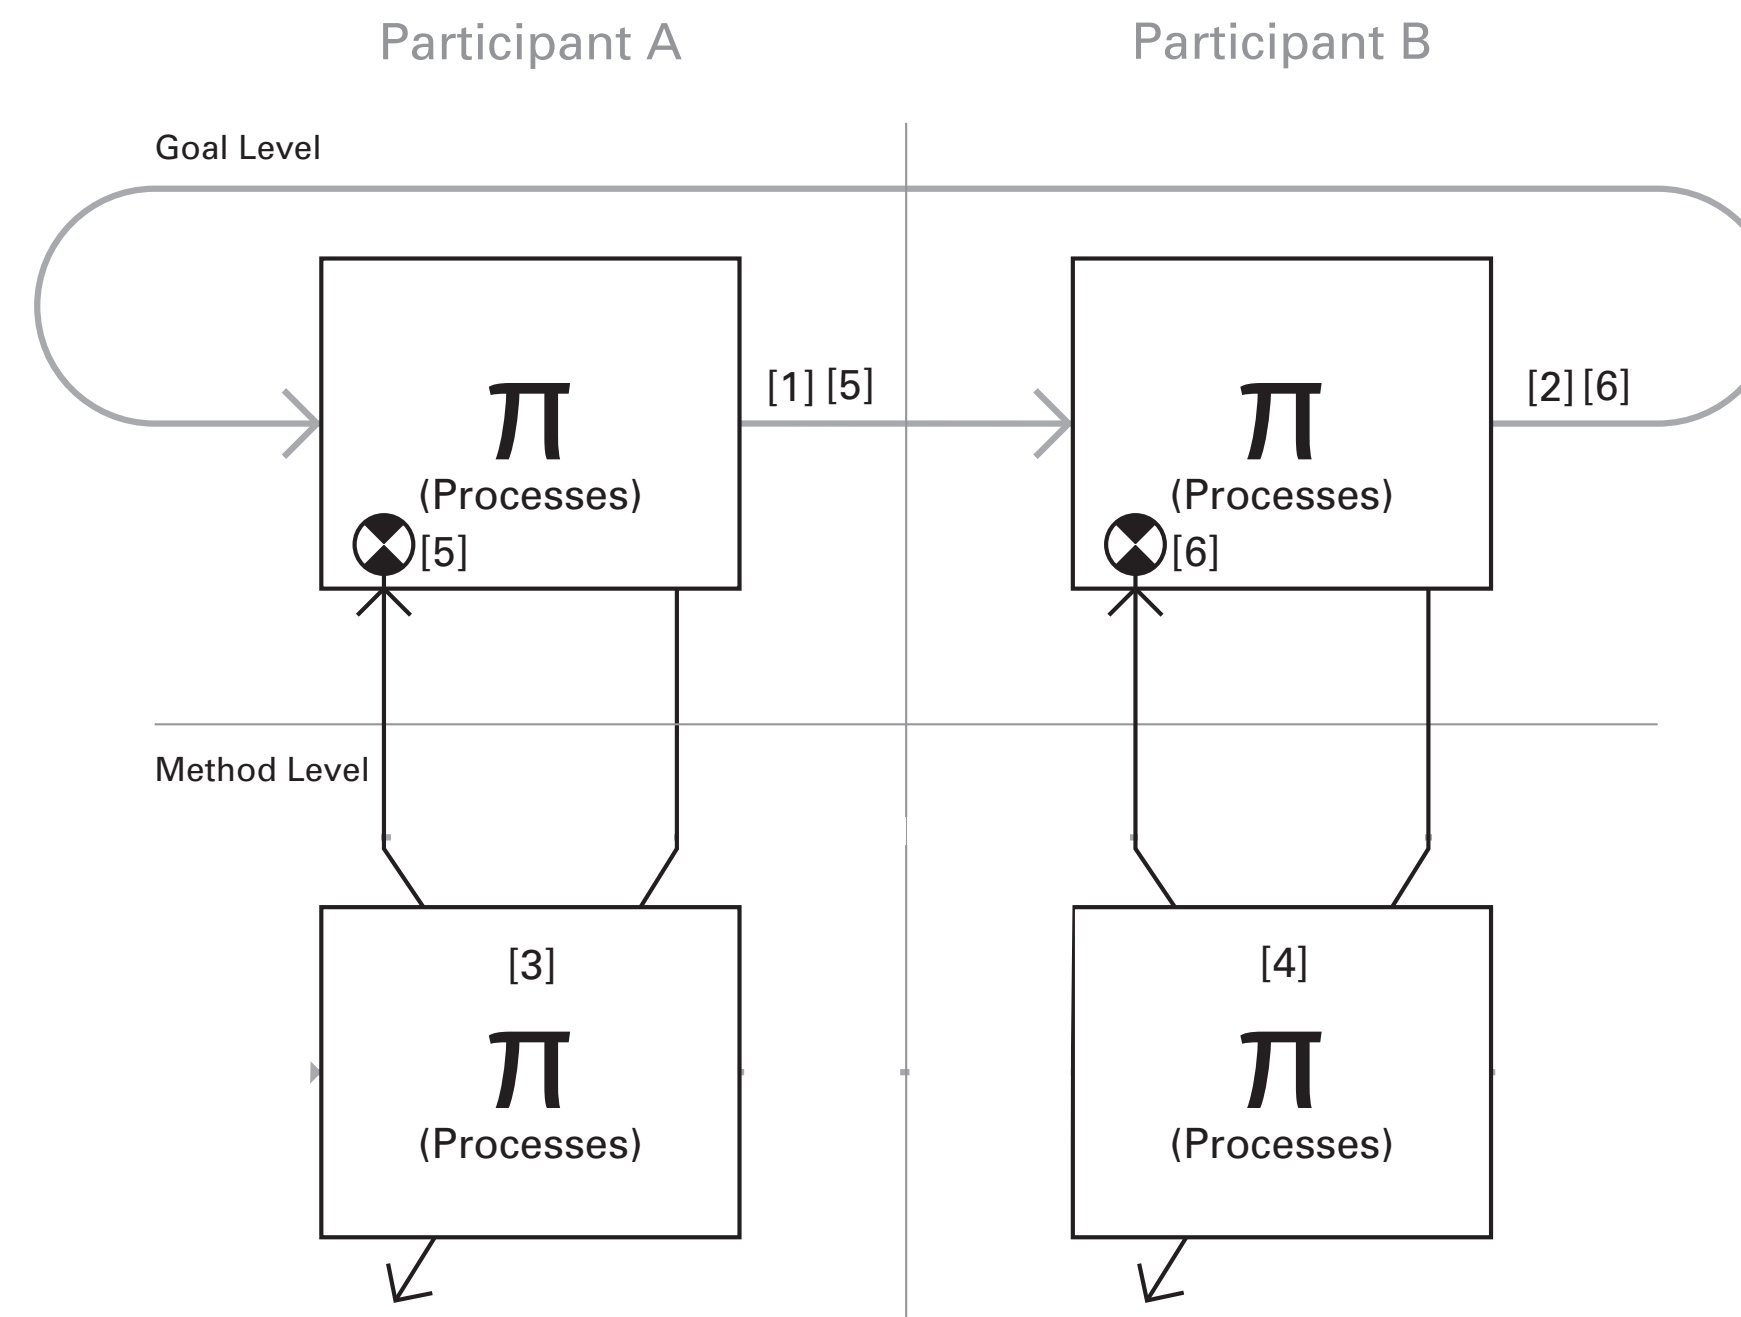 Participant A
Participant B
Goal Level
[1] [5]
[2] [6]
π
(Processes)
[5]
π
(Processes)
[6]
Method Level
[3]
π
(Processes)
[4]
π
(Processes)